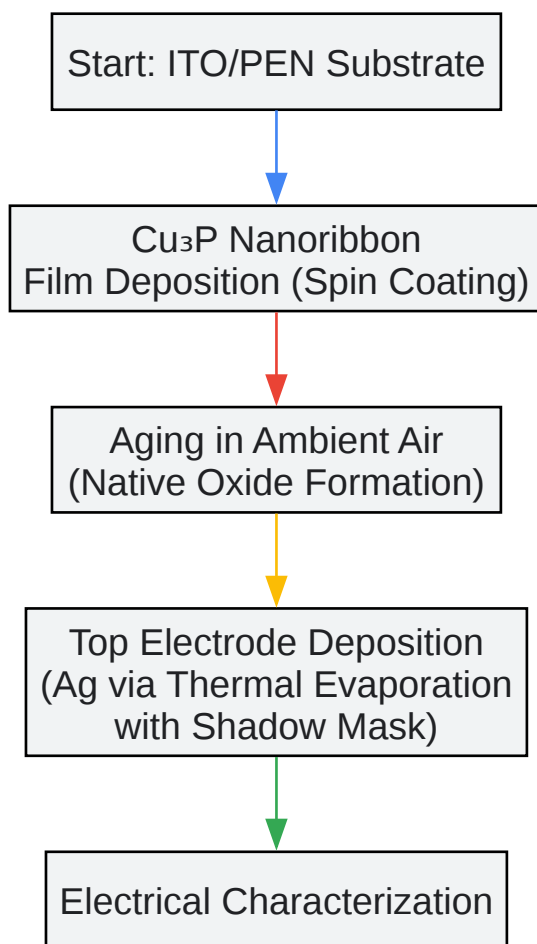 Start: ITO/PEN Substrate
Cu₃P Nanoribbon
Film Deposition (Spin Coating)
Aging in Ambient Air
(Native Oxide Formation)
Top Electrode Deposition
(Ag via Thermal Evaporation
with Shadow Mask)
Electrical Characterization